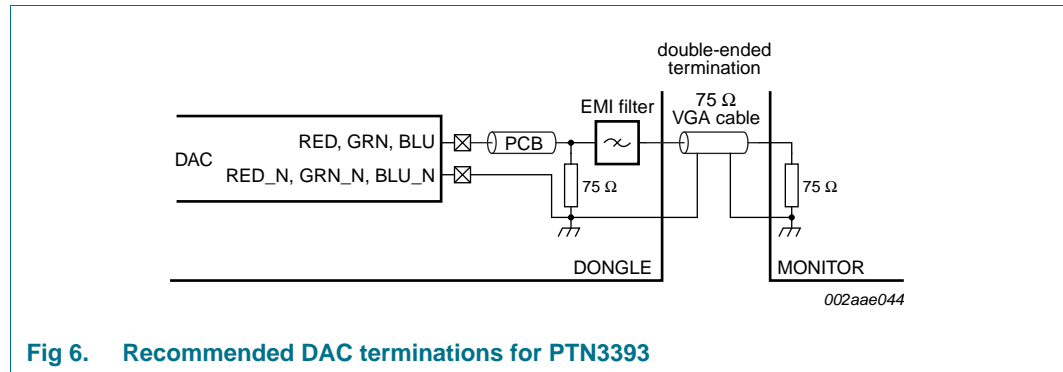 double-ended
termination
EMI filter
75 Ω
VGA cable
RED, GRN, BLU
PCB
DAC
RED_N, GRN_N, BLU_N
75 Ω
75 Ω
DONGLE
MONITOR
002aae044
Fig 6. Recommended DAC terminations for PTN3393